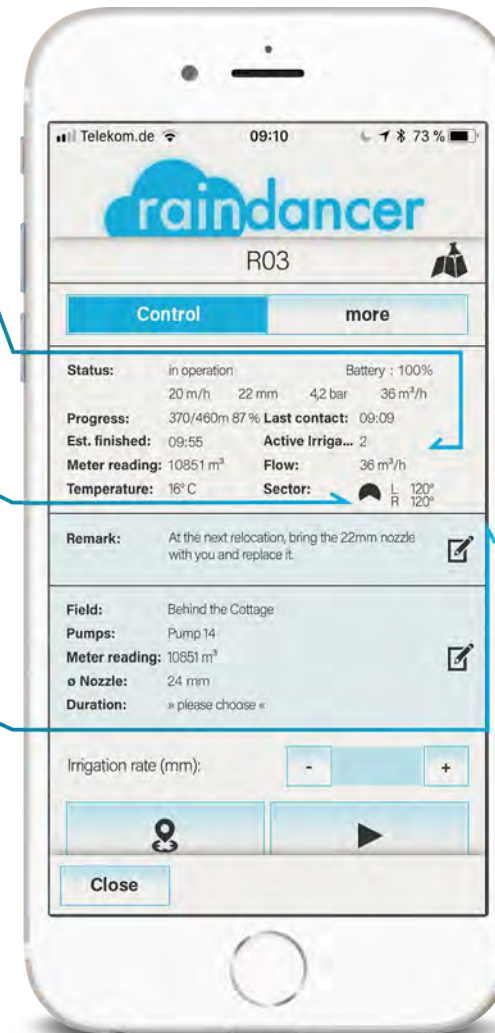 Telekom.de 09:10 73 %
raindancer
R03
Control more
Status: in operation Battery : 100%
20 m/h 22 mm 4,2 bar 36 m³/h
Progress: 370/460m 87 % Last contact: 09:09
Est. finished: 09:55 Active Irriga... 2
Meter reading: 10851 m³ Flow: 36 m³/h
Temperature: 16° C Sector: L 120°
R 120°
Remark: At the next relocation, bring the 22mm nozzle
with you and replace it.
Field: Behind the Cottage
Pumps: Pump 14
Meter reading: 10851 m³
ø Nozzle: 24 mm
Duration: » please choose «
Irrigation rate (mm): - +
Close